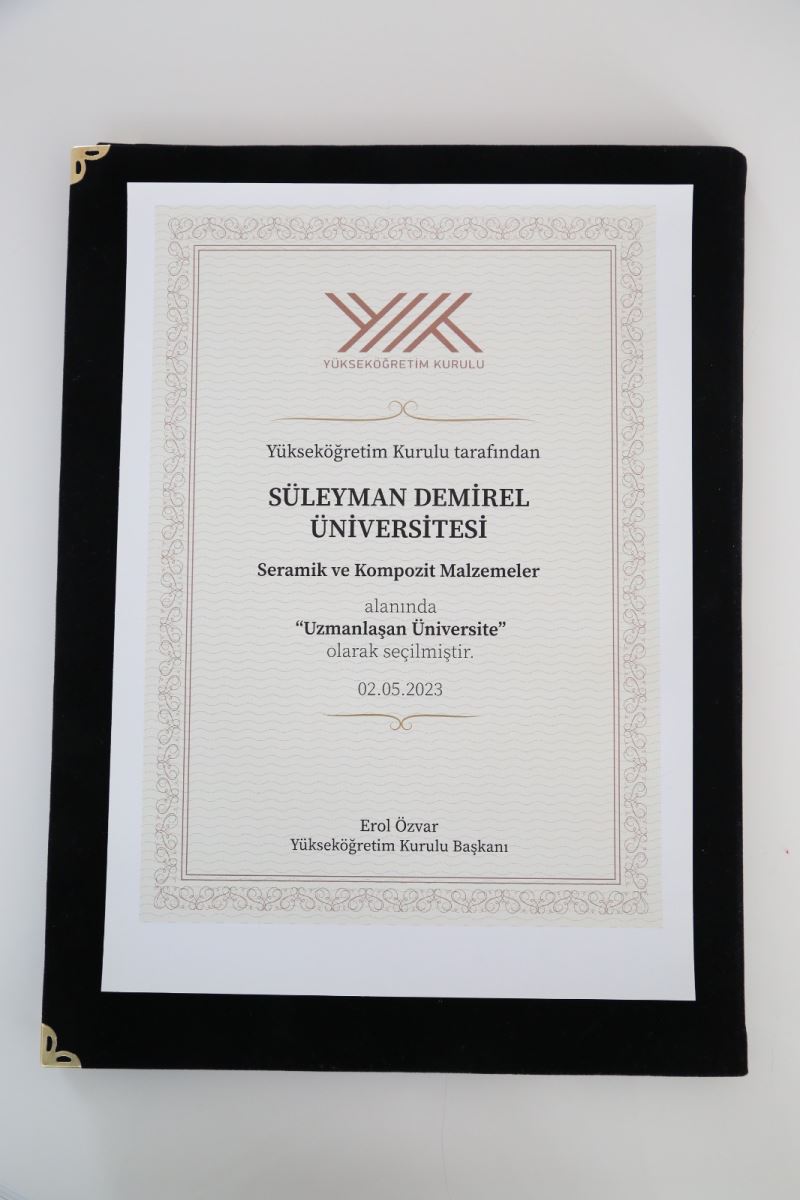 YÖK
YÜKSEKÖĞRETİM KURULU
Yükseköğretim Kurulu tarafından
SÜLEYMAN DEMİREL
ÜNİVERSİTESİ
Seramik ve Kompozit Malzemeler
alanında
“Uzmanlaşan Üniversite”
olarak seçilmiştir.
02.05.2023
Erol Özvar
Yükseköğretim Kurulu Başkanı